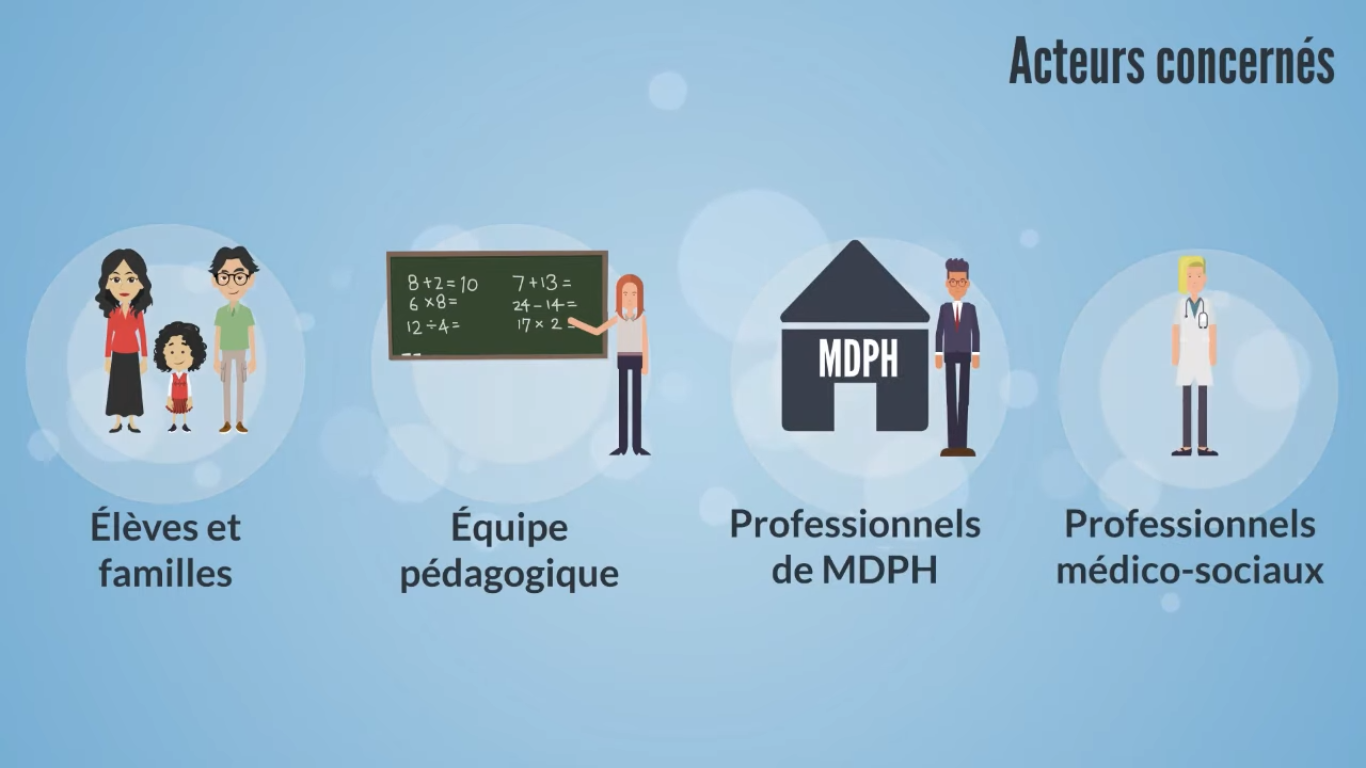 Acteurs concernés
8+2=10
6×8=
12÷4=
7+13=
24-14=
17× 2=
MDPH
Élèves et
familles
Équipe
pédagogique
Professionnels
de MDPH
Professionnels
médico-sociaux